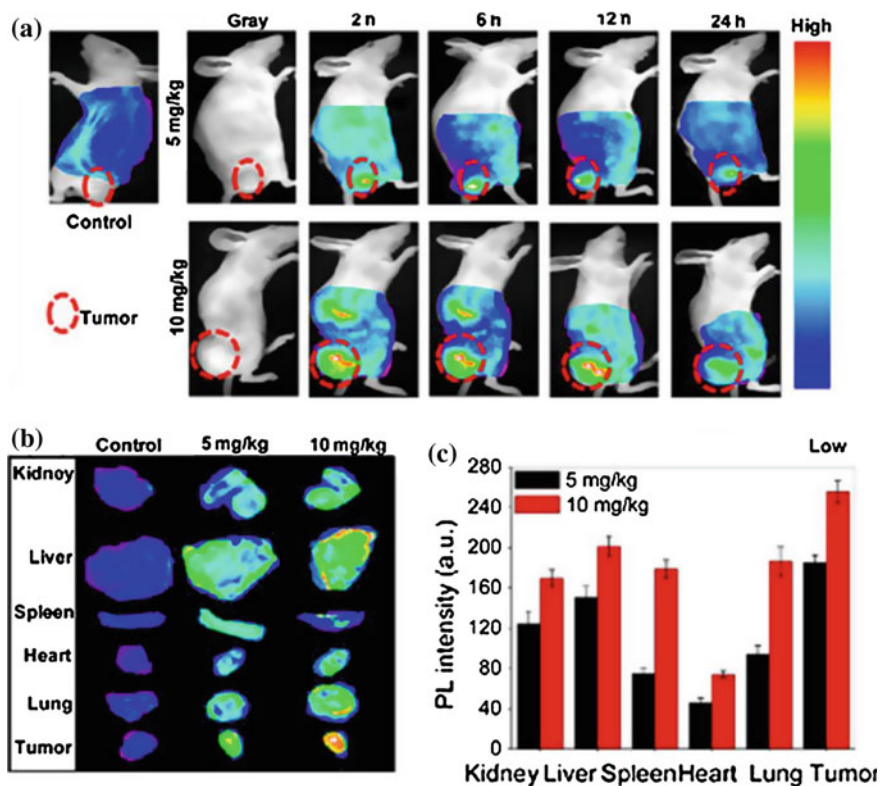 (a)
Gray 2 h 6 h 12 h 24 h High
5 mg/kg
Control
10 mg/kg
Tumor
Low
(b)
Control 5 mg/kg 10 mg/kg
Kidnoy
Liver
Spleen
Heart
Lung
Tumor
(c)
280
240
200
160
120
80
40
0
PL intensity (a.u.)
5 mg/kg
10 mg/kg
Kidney Liver Spleen Heart Lung Tumor